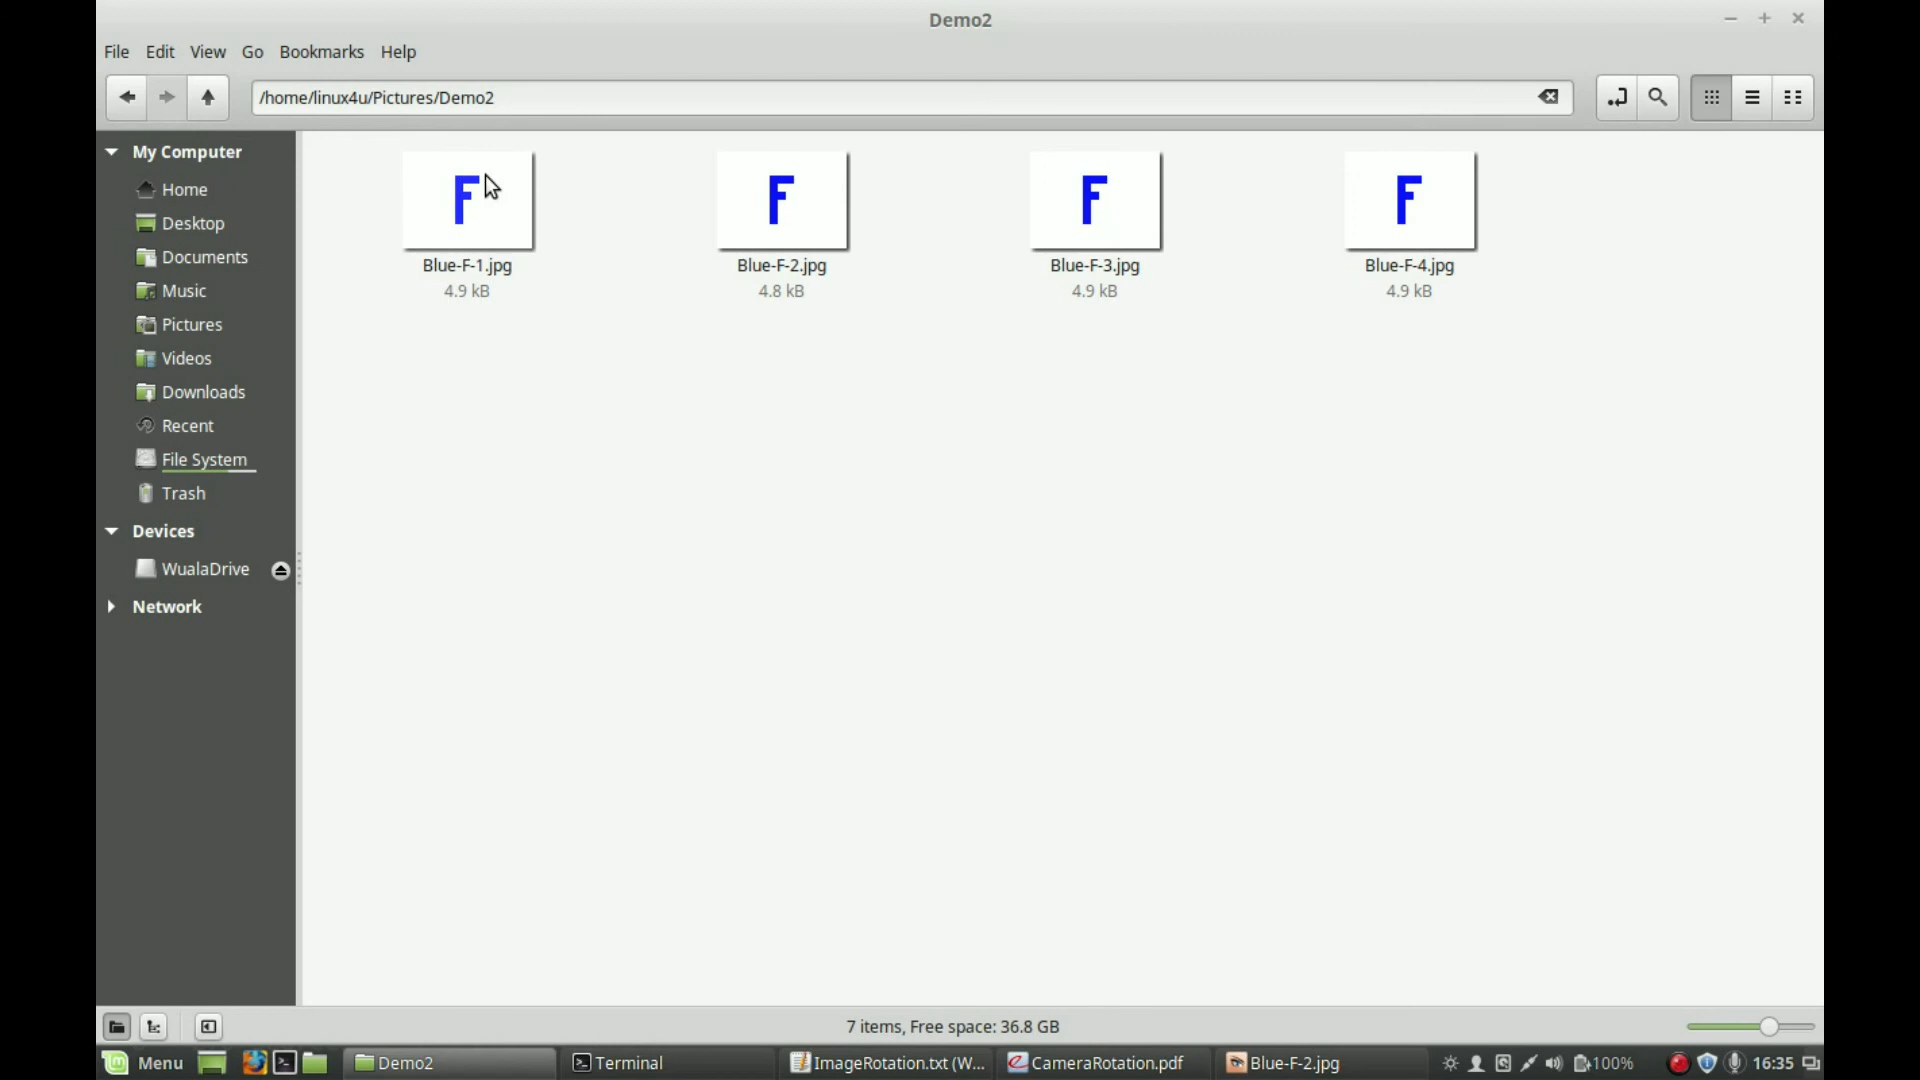 Demo2
File Edit View Go Bookmarks Help
/home/linux4u/Pictures/Demo2
My Computer
Home
Desktop
Documents
Music
Pictures
Videos
Downloads
Recent
File System
Trash
Devices
WualaDrive
Network
F F F F
Blue-F-1.jpg Blue-F-2.jpg Blue-F-3.jpg Blue-F-4.jpg
4.9 kB 4.8 kB 4.9 kB 4.9 kB
7 items, Free space: 36.8 GB
Menu Demo2 Terminal ImageRotation.txt (W... CameraRotation.pdf Blue-F-2.jpg 100% 16:35